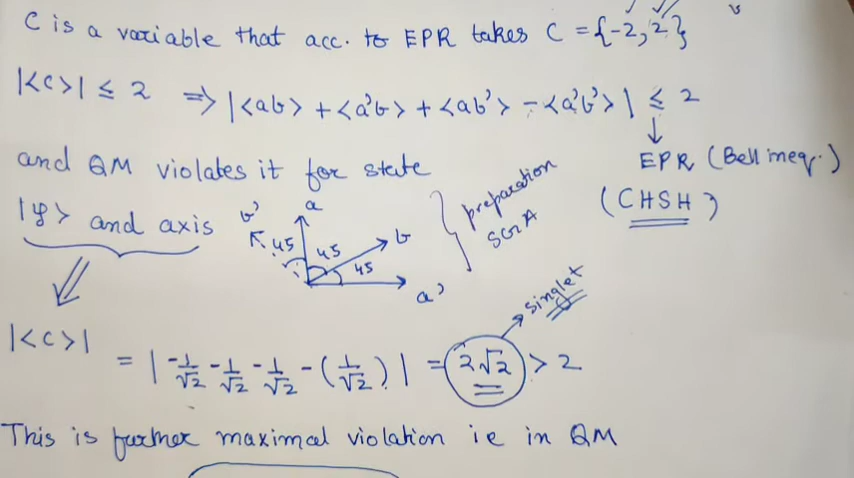 C is a variable that acc. to EPR takes C = {-2, 2}
|<c>| ≤ 2 ⇒ |<ab> + <a'b> + <ab'> - <a'b'>| ≤ 2
EPR (Bell ineq.)
(CHSH)
and QM violates it for state
|ψ> and axis
b' a b a'
45 45 45
preparation
SGA
singlet
|<c>| = |-1/√2 - 1/√2 - 1/√2 - (1/√2)| = 2√2 > 2
This is further maximal violation ie in QM